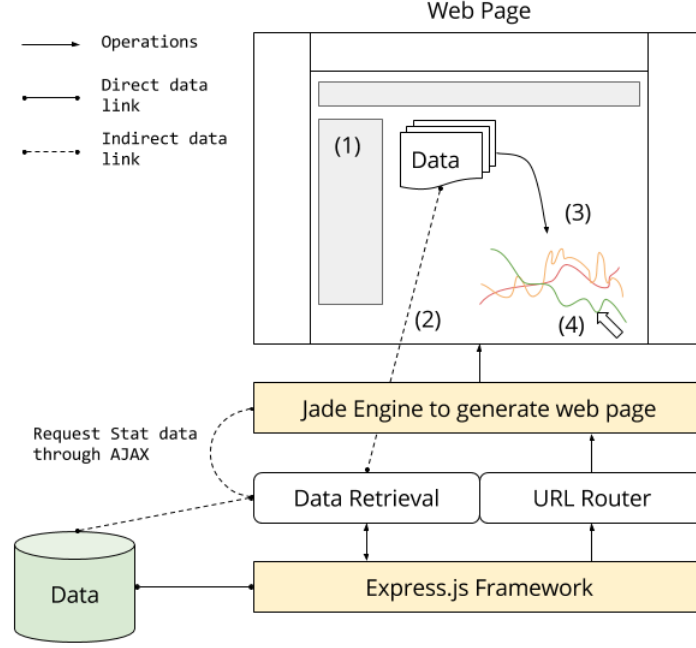 Web Page
Operations
Direct data
link
Indirect data
link
(1)
Data
(3)
(2)
(4)
Jade Engine to generate web page
Request Stat data
through AJAX
Data Retrieval
URL Router
Data
Express.js Framework